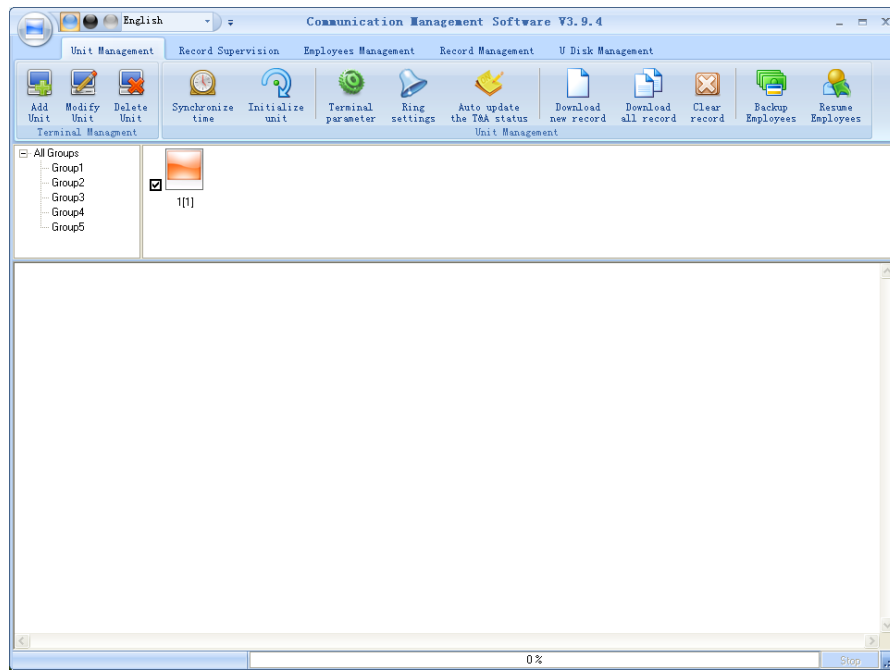 English
Communication Management Software V3.9.4
Unit Management Record Supervision Employees Management Record Management U Disk Management
Add Modify Delete Synchronize Initialize Terminal Ring Auto update Download Download Clear Backup Resume
Unit Unit Unit time unit parameter settings the T&A status new record all record record Employees Employees
Terminal Managment Unit Management
All Groups
Group1
Group2
Group3
Group4
Group5
1[1]
0%
Stop